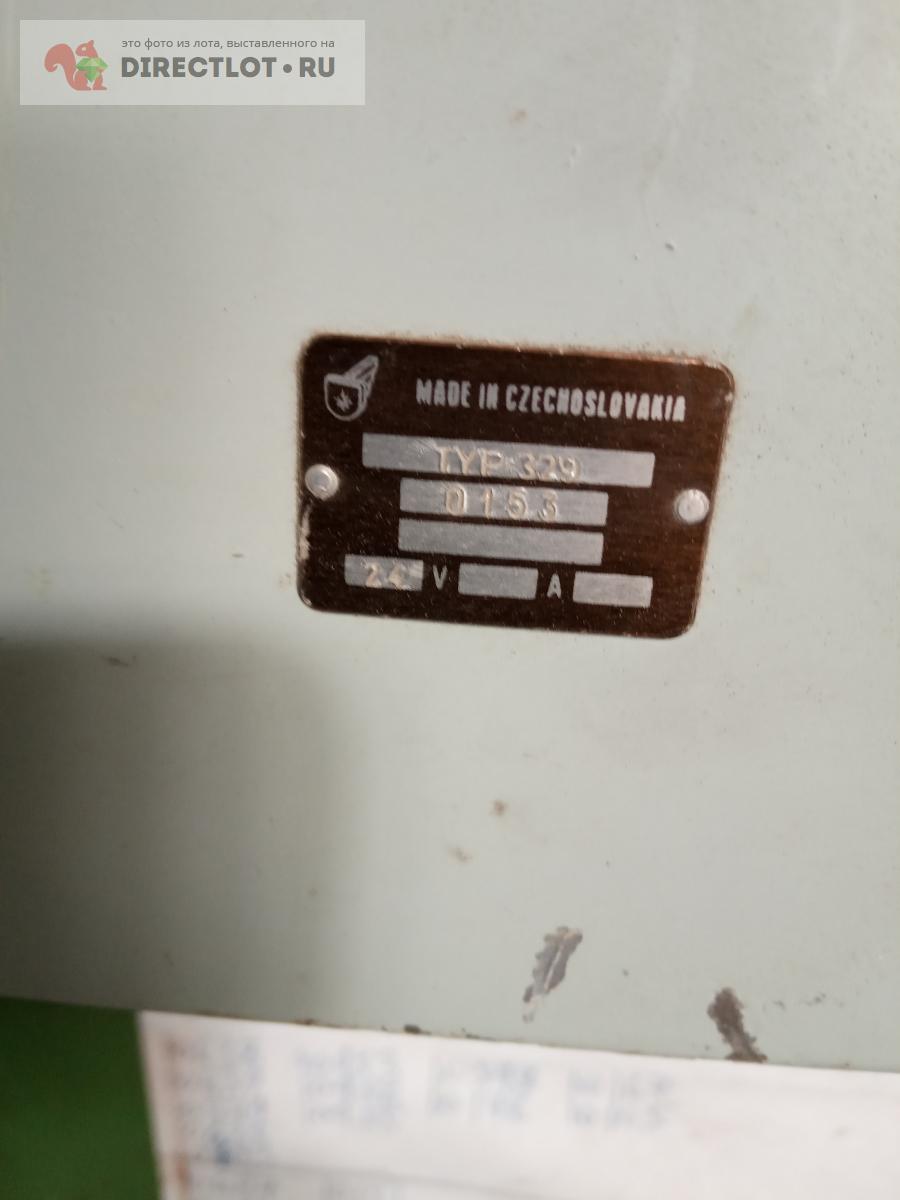 это фото из лота, выставленного на
DIRECTLOT•RU
MADE IN CZECHOSLOVAKIA
TYP 329
0153
24 V A